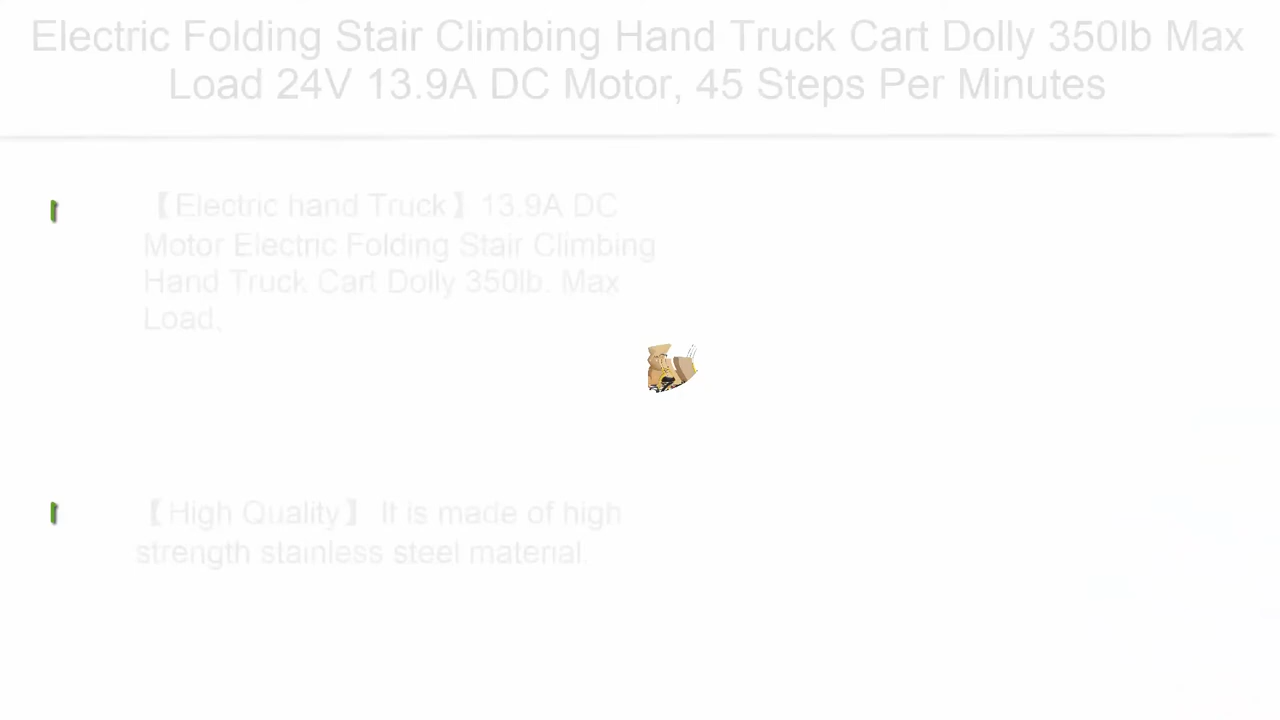 Electric Folding Stair Climbing Hand Truck Cart Dolly 350lb Max
Load 24V 13.9A DC Motor, 45 Steps Per Minutes
【Electric hand Truck】13.9A DC
Motor Electric Folding Stair Climbing
Hand Truck Cart Dolly 350lb. Max
Load,
【High Quality】 It is made of high
strength stainless steel material.